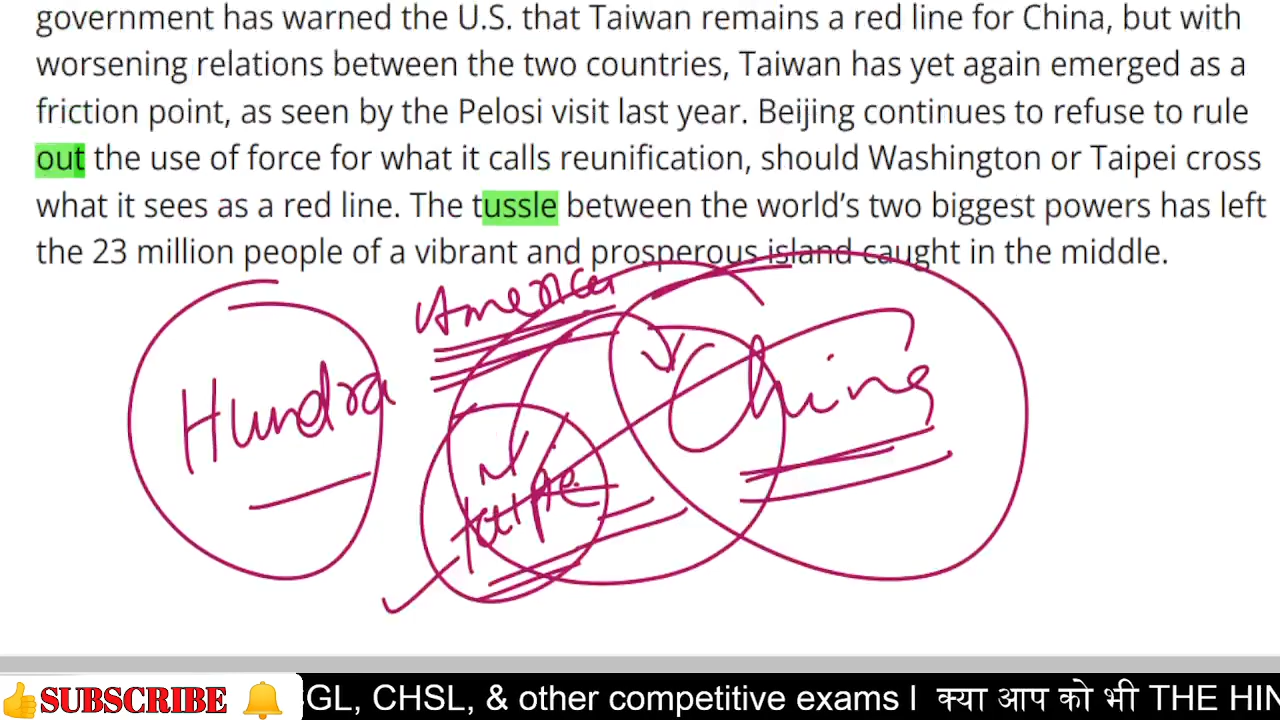 government has warned the U.S. that Taiwan remains a red line for China, but with
worsening relations between the two countries, Taiwan has yet again emerged as a
friction point, as seen by the Pelosi visit last year. Beijing continues to refuse to rule
out the use of force for what it calls reunification, should Washington or Taipei cross
what it sees as a red line. The tussle between the world's two biggest powers has left
the 23 million people of a vibrant and prosperous island caught in the middle.
America
Hundra
China
taipie
SUBSCRIBE
GL, CHSL, & other competitive exams I क्या आप को भी THE HIN